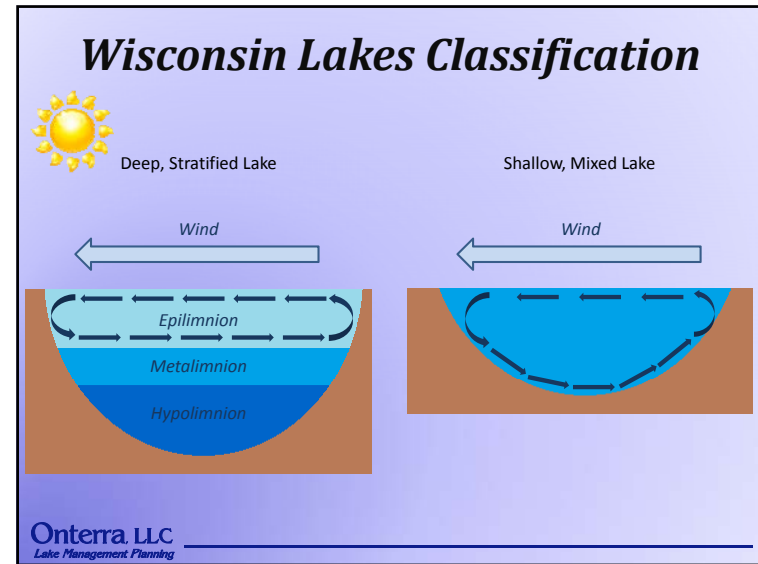 Wisconsin Lakes Classification
Deep, Stratified Lake
Shallow, Mixed Lake
Wind
Wind
Epilimnion
Metalimnion
Hypolimnion
Onterra, LLC
Lake Management Planning